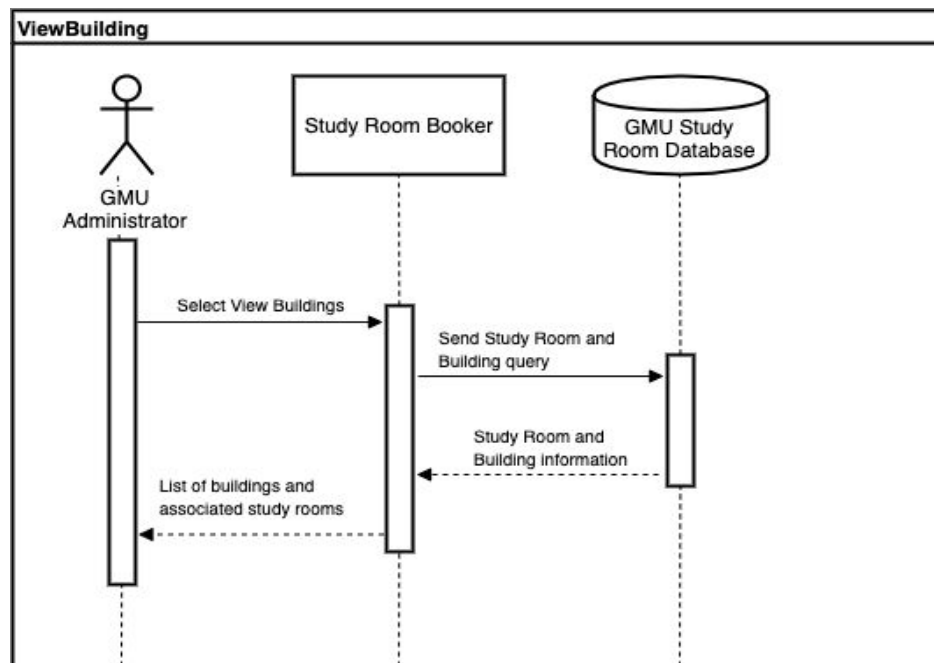 ViewBuilding
Study Room Booker
GMU Study
Room Database
GMU
Administrator
Select View Buildings
Send Study Room and
Building query
Study Room and
Building information
List of buildings and
associated study rooms